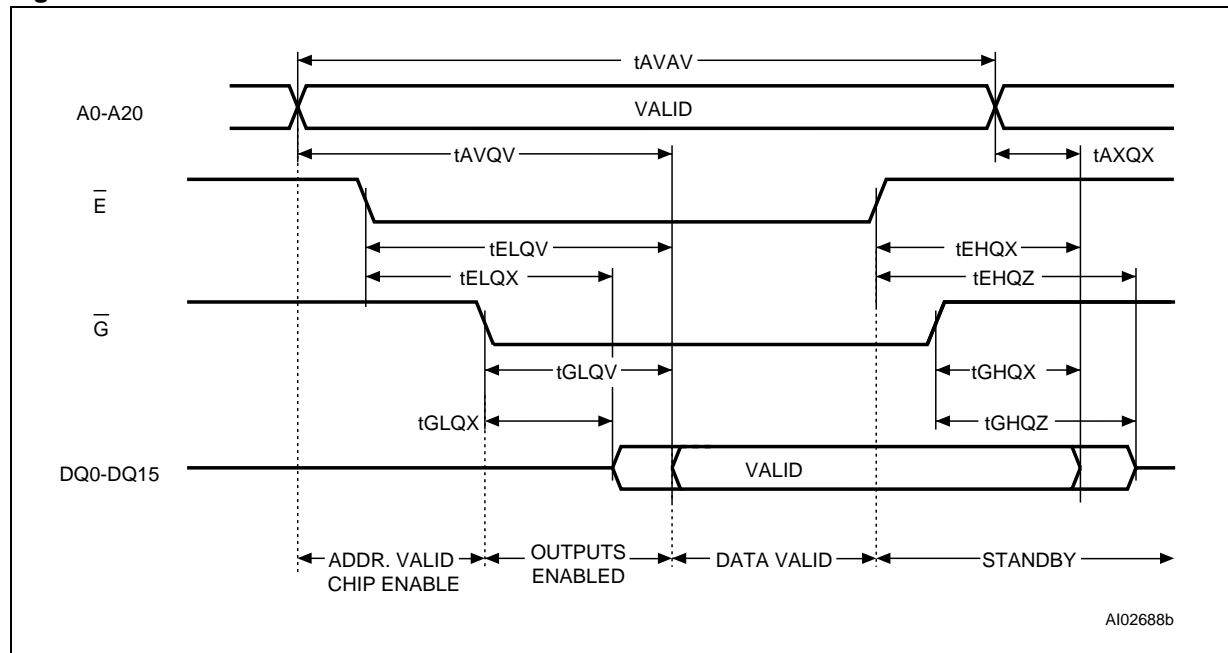 tAVAV
A0-A20
VALID
tAVQV
tAXQX
E
tELQV
tEHQX
tELQX
tEHQZ
G
tGLQV
tGHQX
tGLQX
tGHQZ
DQ0-DQ15
VALID
ADDR. VALID
CHIP ENABLE
OUTPUTS
ENABLED
DATA VALID
STANDBY
AI02688b